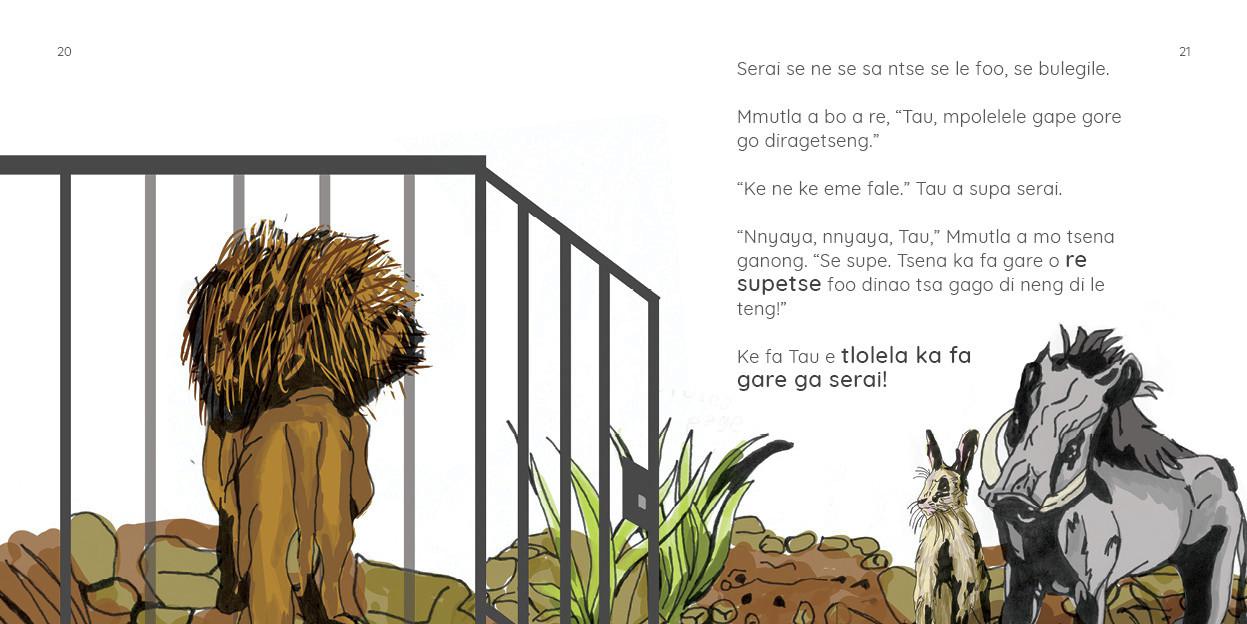 20
21
Serai se ne se sa ntse se le foo, se bulegile.
Mmutla a bo a re, “Tau, mpolelele gape gore
go diragetseng.”
“Ke ne ke eme fale.” Tau a supa serai.
“Nnyaya, nnyaya, Tau,” Mmutla a mo tsena
ganong. “Se supe. Tsena ka fa gare o re
supetse foo dinao tsa gago di neng di le
teng!”
Ke fa Tau e tlolela ka fa
gare ga serai!